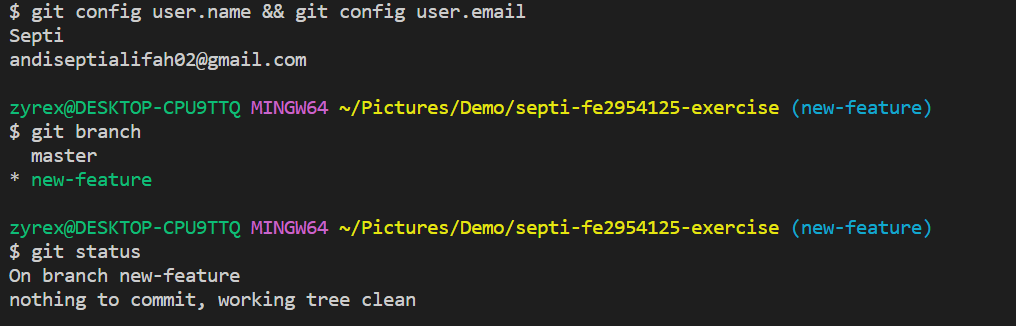 $ git config user.name && git config user.email
Septi
andiseptialifah02@gmail.com
zyrex@DESKTOP-CPU9TTQ MINGW64 ~/Pictures/Demo/septi-fe2954125-exercise (new-feature)
$ git branch
  master
* new-feature
zyrex@DESKTOP-CPU9TTQ MINGW64 ~/Pictures/Demo/septi-fe2954125-exercise (new-feature)
$ git status
On branch new-feature
nothing to commit, working tree clean